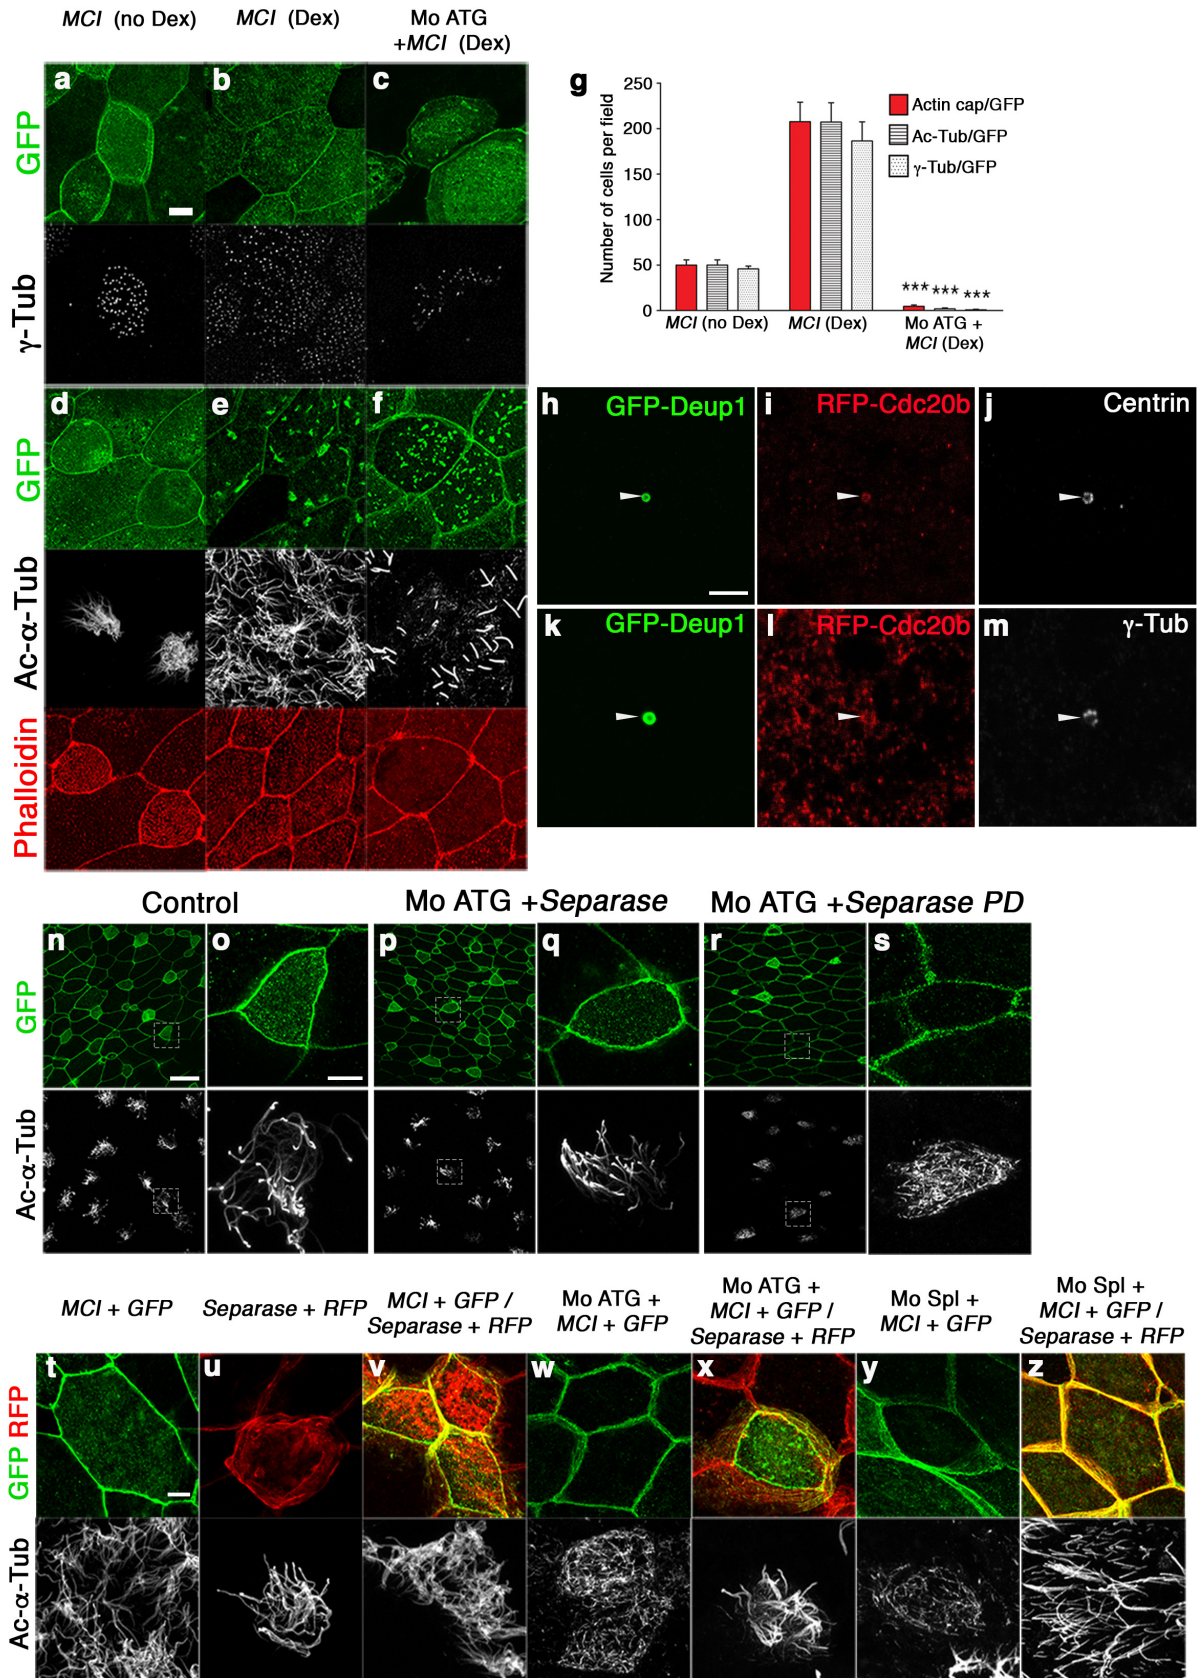 MCI (no Dex)
MCI (Dex)
Mo ATG
+MCI (Dex)
a
b
c
GFP
γ-Tub
d
e
f
GFP
Ac-α-Tub
Phalloidin
g
Number of cells per field
250
200
150
100
50
0
Actin cap/GFP
Ac-Tub/GFP
γ-Tub/GFP
*** *** ***
MCI (no Dex)
MCI (Dex)
Mo ATG +
MCI (Dex)
h
GFP-Deup1
i
RFP-Cdc20b
j
Centrin
k
GFP-Deup1
l
RFP-Cdc20b
m
γ-Tub
Control
Mo ATG +Separase
Mo ATG +Separase PD
n
o
p
q
r
s
GFP
Ac-α-Tub
MCI + GFP
Separase + RFP
MCI + GFP /
Separase + RFP
Mo ATG +
MCI + GFP
Mo ATG +
MCI + GFP /
Separase + RFP
Mo Spl +
MCI + GFP
Mo Spl +
MCI + GFP /
Separase + RFP
t
u
v
w
x
y
z
GFP RFP
Ac-α-Tub